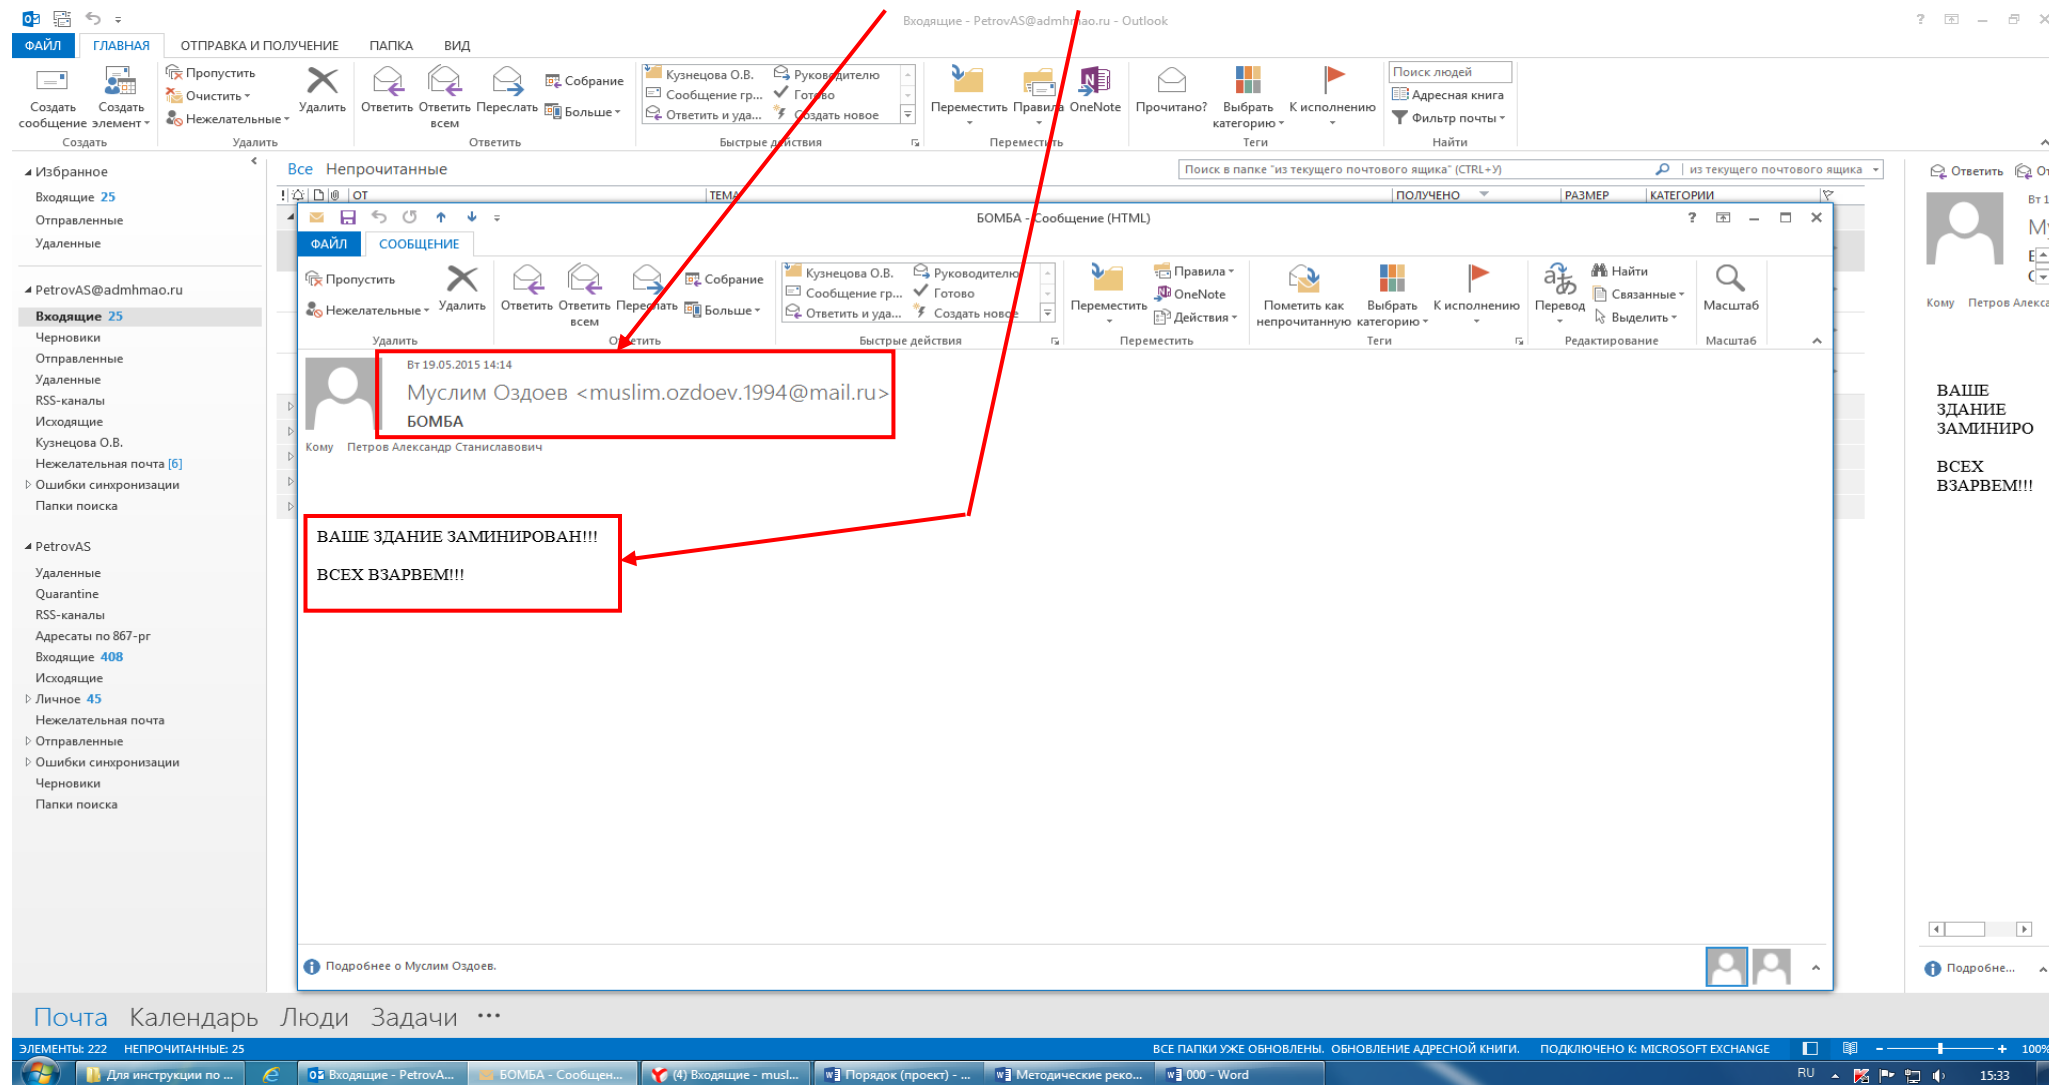 Входящие - PetrovAS@admhmao.ru - Outlook
ФАЙЛ ГЛАВНАЯ ОТПРАВКА И ПОЛУЧЕНИЕ ПАПКА ВИД
Создать сообщение
Создать элемент
Создать
Пропустить
Очистить
Нежелательные
Удалить
Удалить
Ответить
Ответить всем
Переслать
Собрание
Больше
Ответить
Кузнецова О.В.
Сообщение гр...
Ответить и уда...
Руководителю
Готово
Создать новое
Быстрые действия
Переместить
Правила
OneNote
Переместить
Прочитано?
Выбрать категорию
К исполнению
Теги
Поиск людей
Адресная книга
Фильтр почты
Найти
Избранное
Входящие 25
Отправленные
Удаленные
PetrovAS@admhmao.ru
Входящие 25
Черновики
Отправленные
Удаленные
RSS-каналы
Исходящие
Кузнецова О.В.
Нежелательная почта [6]
Ошибки синхронизации
Папки поиска
PetrovAS
Удаленные
Quarantine
RSS-каналы
Адресаты по 867-рг
Входящие 408
Исходящие
Личное 45
Нежелательная почта
Отправленные
Ошибки синхронизации
Черновики
Папки поиска
Все Непрочитанные
Поиск в папке "из текущего почтового ящика" (CTRL+У)
из текущего почтового ящика
ОТ ТЕМА ПОЛУЧЕНО РАЗМЕР КАТЕГОРИИ
БОМБА - Сообщение (HTML)
ФАЙЛ СООБЩЕНИЕ
Пропустить
Нежелательные
Удалить
Удалить
Ответить
Ответить всем
Переслать
Собрание
Больше
Ответить
Кузнецова О.В.
Сообщение гр...
Ответить и уда...
Руководителю
Готово
Создать новое
Быстрые действия
Переместить
Правила
OneNote
Действия
Переместить
Пометить как непрочитанную
Выбрать категорию
К исполнению
Теги
Перевод
Найти
Связанные
Выделить
Редактирование
Масштаб
Масштаб
Вт 19.05.2015 14:14
Муслим Оздоев <muslim.ozdoev.1994@mail.ru>
БОМБА
Кому Петров Александр Станиславович
ВАШЕ ЗДАНИЕ ЗАМИНИРОВАН!!!
ВСЕХ ВЗАРВЕМ!!!
Подробнее о Муслим Оздоев.
Ответить
Вт 1
Кому Петров Алекса
ВАШЕ
ЗДАНИЕ
ЗАМИНИРО
ВСЕХ
ВЗАРВЕМ!!!
Подробне...
Почта Календарь Люди Задачи ...
ЭЛЕМЕНТЫ: 222 НЕПРОЧИТАННЫЕ: 25
ВСЕ ПАПКИ УЖЕ ОБНОВЛЕНЫ. ОБНОВЛЕНИЕ АДРЕСНОЙ КНИГИ. ПОДКЛЮЧЕНО К: MICROSOFT EXCHANGE
100%
Для инструкции по ...
Входящие - PetrovA...
БОМБА - Сообщен...
(4) Входящие - musl...
Порядок (проект) - ...
Методические реко...
000 - Word
RU
15:33